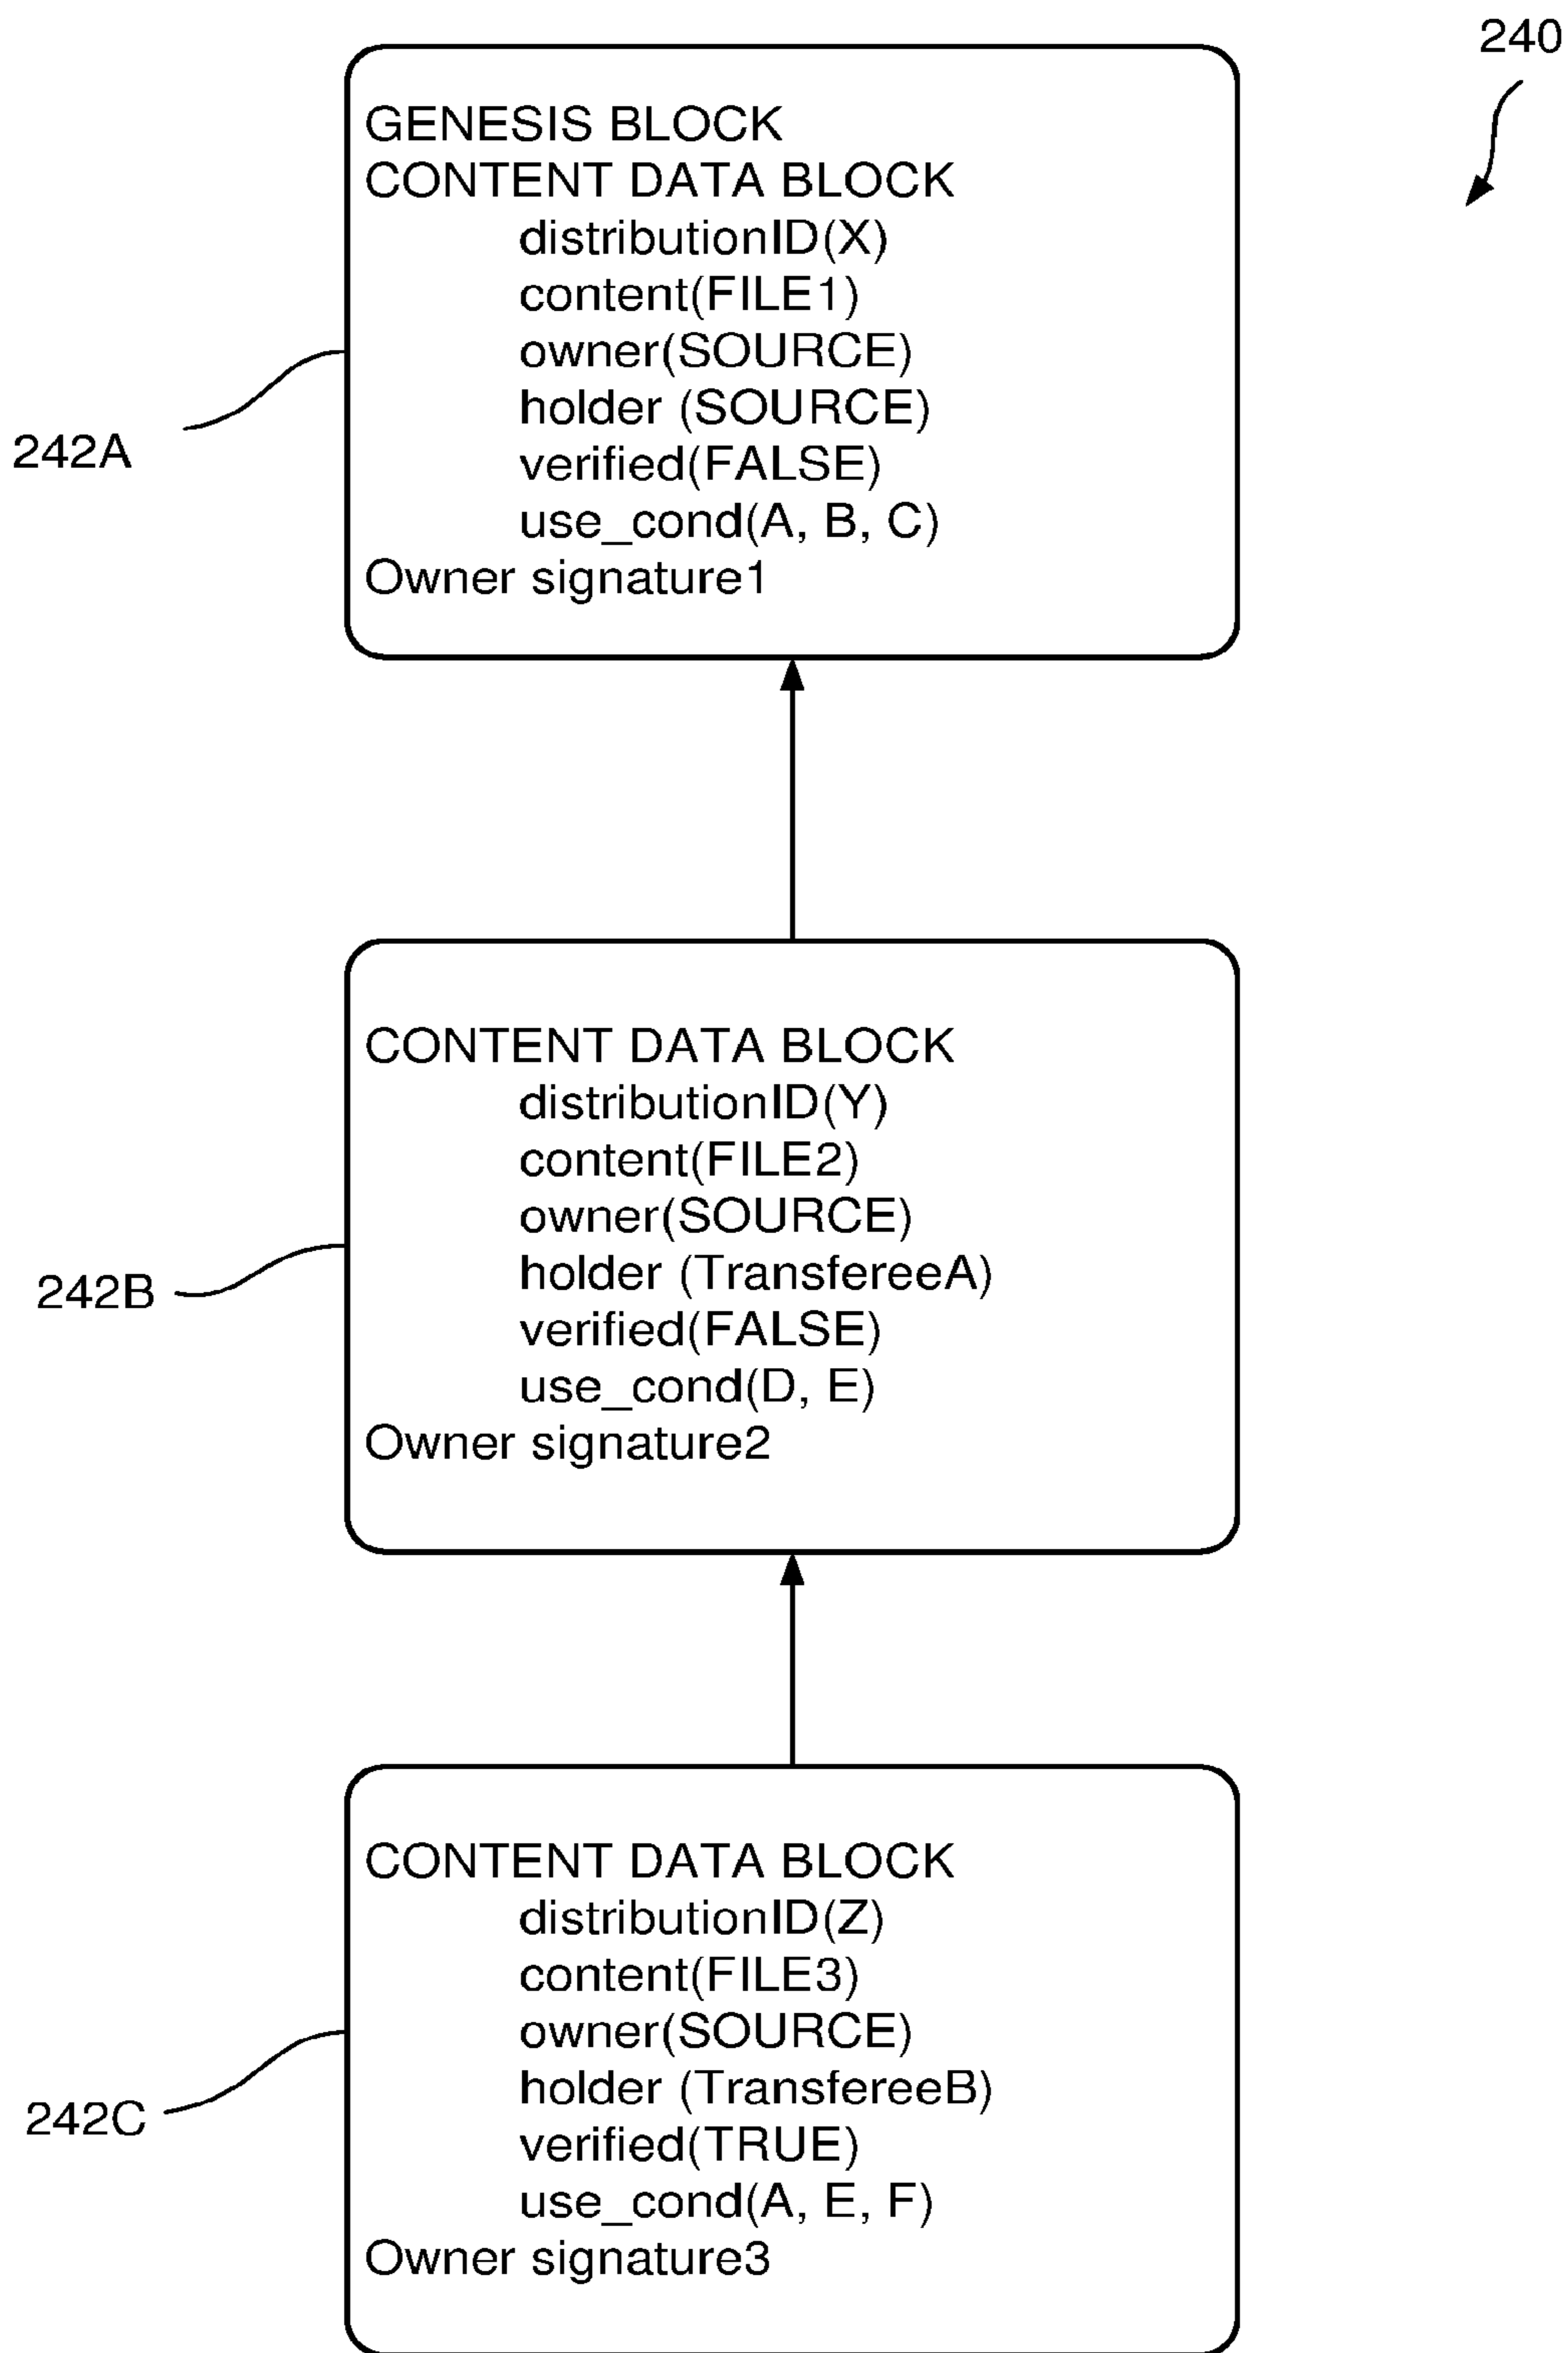 240
GENESIS BLOCK
CONTENT DATA BLOCK
distributionID(X)
content(FILE1)
owner(SOURCE)
holder (SOURCE)
verified(FALSE)
use_cond(A, B, C)
Owner signature1
242A
CONTENT DATA BLOCK
distributionID(Y)
content(FILE2)
owner(SOURCE)
holder (TransfereeA)
verified(FALSE)
use_cond(D, E)
Owner signature2
242B
CONTENT DATA BLOCK
distributionID(Z)
content(FILE3)
owner(SOURCE)
holder (TransfereeB)
verified(TRUE)
use_cond(A, E, F)
Owner signature3
242C